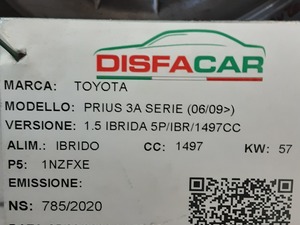 DISFACAR
MARCA: TOYOTA
MODELLO: PRIUS 3A SERIE (06/09>)
VERSIONE: 1.5 IBRIDA 5P/IBR/1497CC
ALIM.: IBRIDO CC: 1497 KW: 57
P5: 1NZFXE
EMISSIONE:
NS: 785/2020